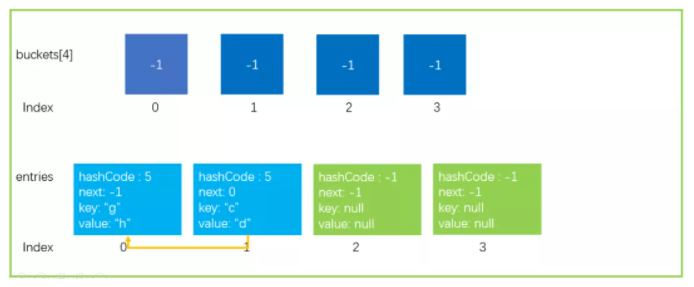 buckets[4]
-1 -1 -1 -1
Index 0 1 2 3
entries
hashCode : 5
next: -1
key: "g"
value: "h"
hashCode : 5
next: 0
key: "c"
value: "d"
hashCode : -1
next: -1
key: null
value: null
hashCode : -1
next: -1
key: null
value: null
Index 0 1 2 3